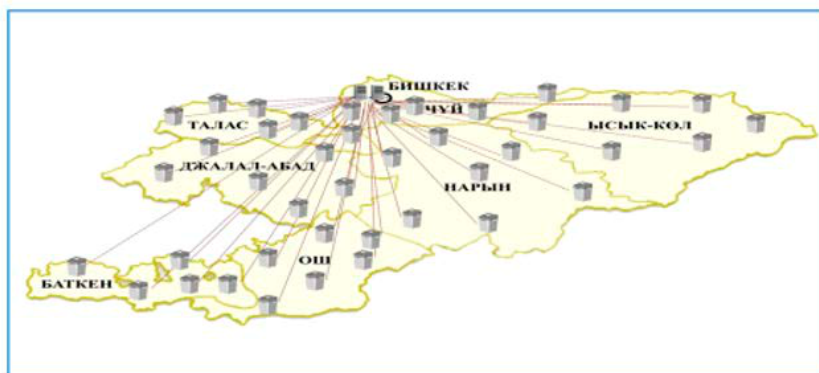 БИШКЕК
ЧУЙ
ТАЛАС
ЫСЫК-КОЛ
ДЖАЛАЛ-АБАД
НАРЫН
ОШ
БАТКЕН